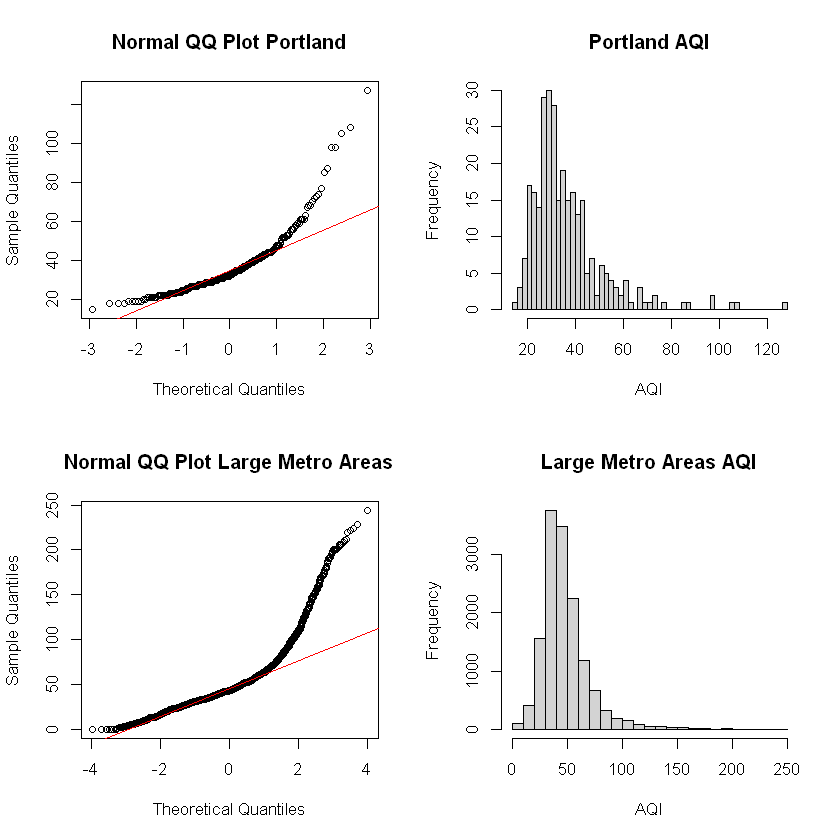 Normal QQ Plot Portland
Sample Quantiles
20 40 60 80 100
-3 -2 -1 0 1 2 3
Theoretical Quantiles
Portland AQI
Frequency
0 5 10 15 20 25 30
20 40 60 80 100 120
AQI
Normal QQ Plot Large Metro Areas
Sample Quantiles
0 50 100 150 200 250
-4 -2 0 2 4
Theoretical Quantiles
Large Metro Areas AQI
Frequency
0 1000 2000 3000
0 50 100 150 200 250
AQI